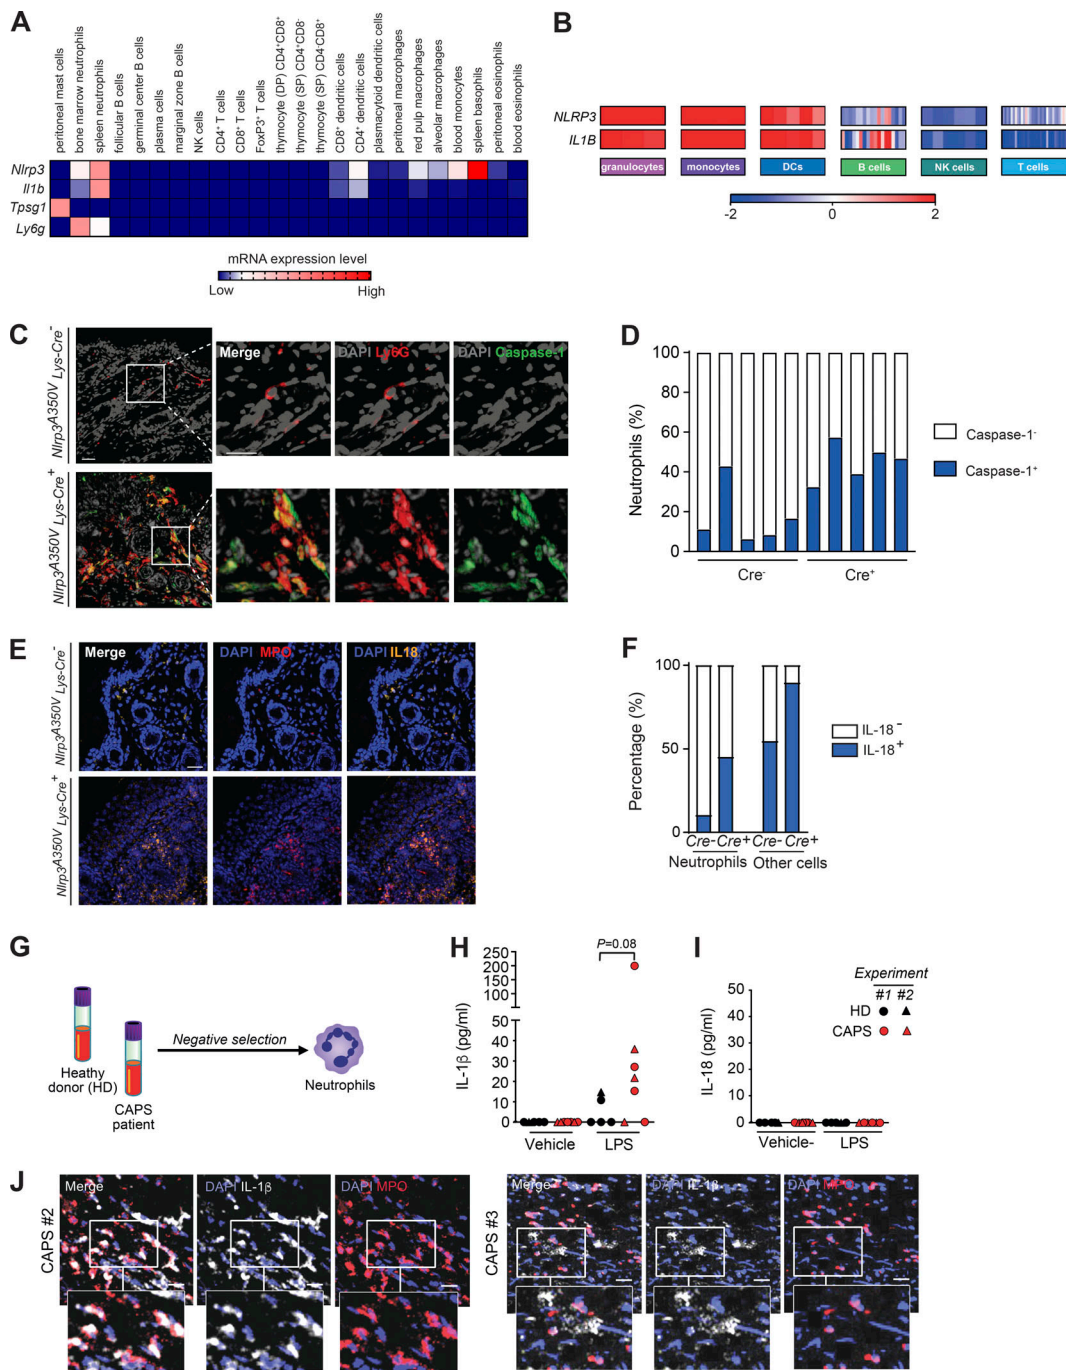 A
peritoneal mast cells
bone marrow neutrophils
spleen neutrophils
follicular B cells
germinal center B cells
plasma cells
marginal zone B cells
NK cells
CD4+ T cells
CD8+ T cells
FoxP3+ T cells
thymocyte (DP) CD4+CD8+
thymocyte (SP) CD4+CD8-
thymocyte (SP) CD4-CD8+
CD8+ dendritic cells
CD4+ dendritic cells
plasmacytoid dendritic cells
peritoneal macrophages
red pulp macrophages
alveolar macrophages
blood monocytes
spleen basophils
peritoneal eosinophils
blood eosinophils
Nlrp3
Il1b
Tpsg1
Ly6g
mRNA expression level
Low High
B
NLRP3
IL1B
granulocytes monocytes DCs B cells NK cells T cells
-2 0 2
C
Nlrp3A350V Lys-Cre-
Merge DAPI Ly6G DAPI Caspase-1
Nlrp3A350V Lys-Cre+
D
Neutrophils (%)
100
80
60
40
20
0
Cre- Cre+
Caspase-1-
Caspase-1+
E
Nlrp3A350V Lys-Cre-
Merge DAPI MPO DAPI IL18
Nlrp3A350V Lys-Cre+
F
Percentage (%)
100
50
0
Cre- Cre+ Cre- Cre+
Neutrophils Other cells
IL-18 -
IL-18 +
G
Heathy
donor (HD)
CAPS
patient
Negative selection
Neutrophils
H
IL-1β (pg/ml)
250
200
150
100
50
40
30
20
10
0
P=0.08
Vehicle LPS
I
IL-18 (pg/ml)
50
40
30
20
10
0
Experiment
#1 #2
HD
CAPS
Vehicle- LPS
J
CAPS #2
Merge DAPI IL-1β DAPI MPO
CAPS #3
Merge DAPI IL-1β DAPI MPO